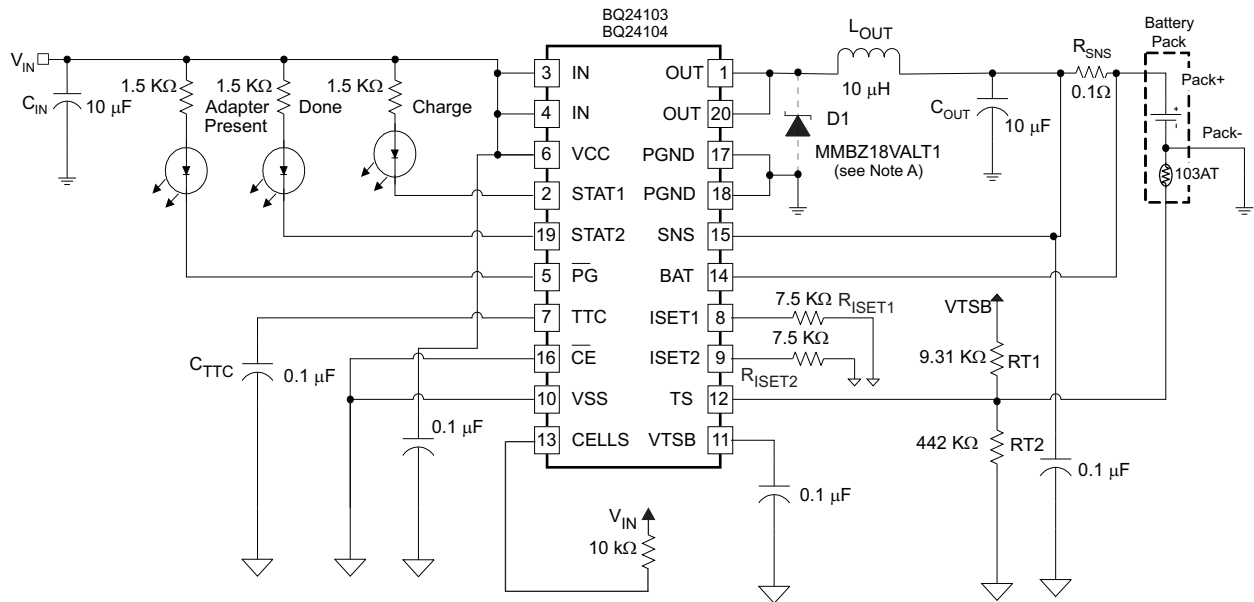 BQ24103
BQ24104
V_IN
C_IN
10 μF
1.5 KΩ
Adapter
Present
1.5 KΩ
Done
1.5 KΩ
Charge
3 IN
4 IN
6 VCC
2 STAT1
19 STAT2
5 P̅G̅
7 TTC
16 C̅E̅
10 VSS
13 CELLS
OUT 1
OUT 20
PGND 17
PGND 18
SNS 15
BAT 14
ISET1 8
ISET2 9
TS 12
VTSB 11
L_OUT
10 μH
D1
MMBZ18VALT1
(see Note A)
C_OUT
10 μF
R_SNS
0.1Ω
Battery
Pack
Pack+
+
-
Pack-
103AT
7.5 KΩ
R_ISET1
7.5 KΩ
R_ISET2
VTSB
9.31 KΩ
RT1
442 KΩ
RT2
0.1 μF
0.1 μF
C_TTC
0.1 μF
0.1 μF
V_IN
10 kΩ